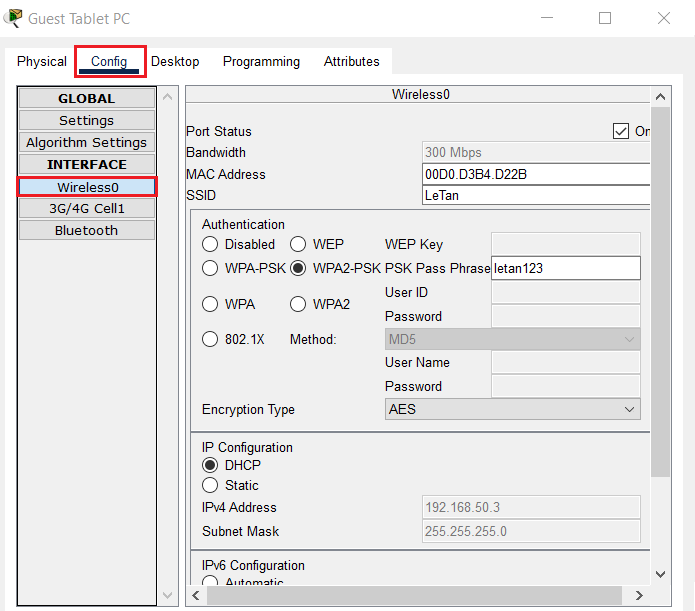 Guest Tablet PC
Physical Config Desktop Programming Attributes
GLOBAL
Settings
Algorithm Settings
INTERFACE
Wireless0
3G/4G Cell1
Bluetooth
Wireless0
Port Status On
Bandwidth 300 Mbps
MAC Address 00D0.D3B4.D22B
SSID LeTan
Authentication
Disabled WEP WEP Key
WPA-PSK WPA2-PSK PSK Pass Phrase letan123
User ID
WPA WPA2
Password
802.1X Method: MD5
User Name
Password
Encryption Type AES
IP Configuration
DHCP
Static
IPv4 Address 192.168.50.3
Subnet Mask 255.255.255.0
IPv6 Configuration
Automatic